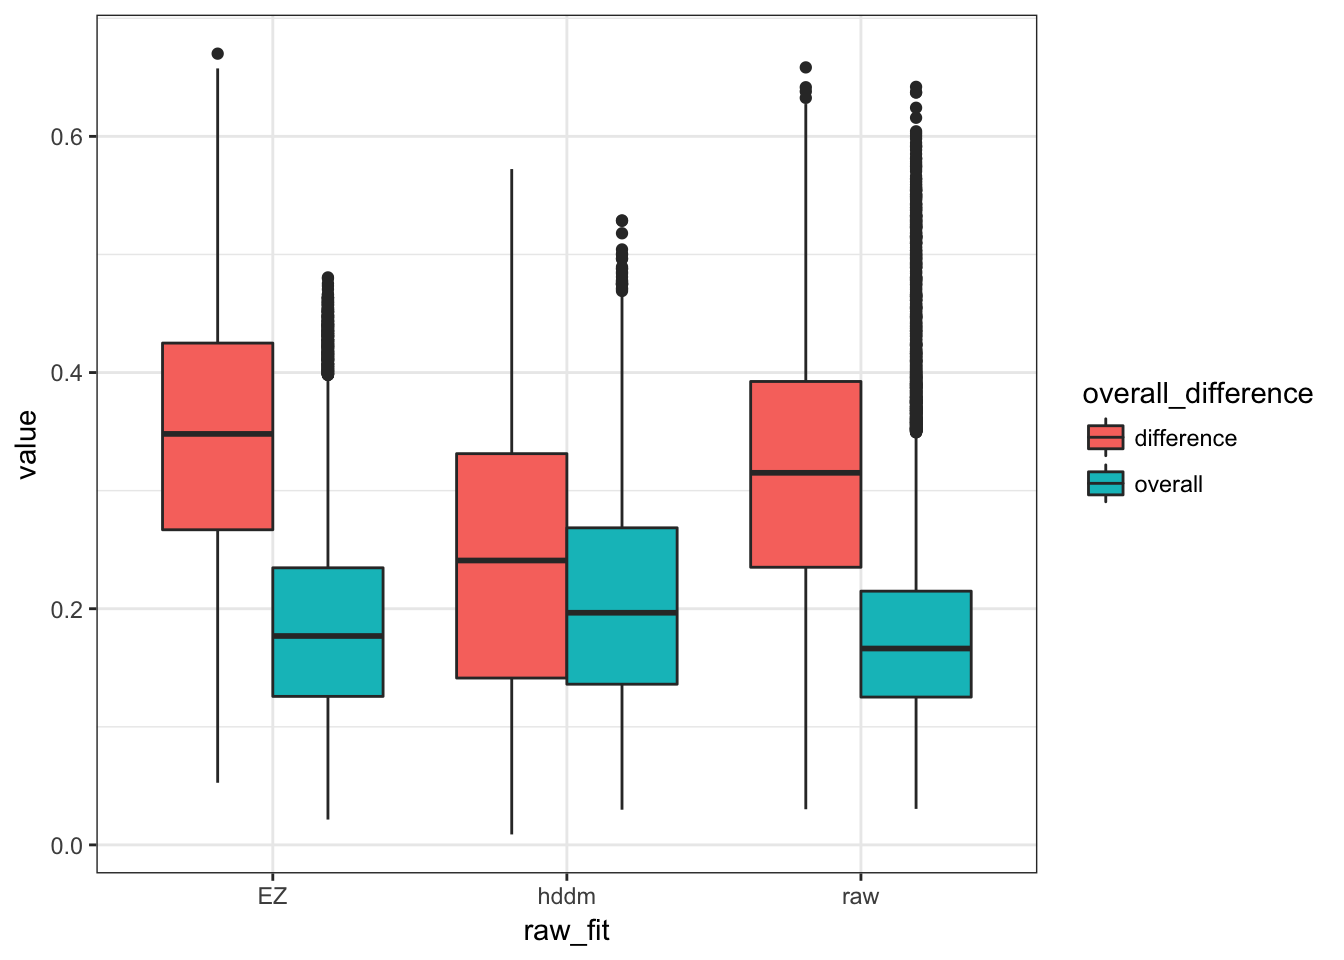 value
0.6
0.4
0.2
0.0
EZ
hddm
raw
raw_fit
overall_difference
difference
overall